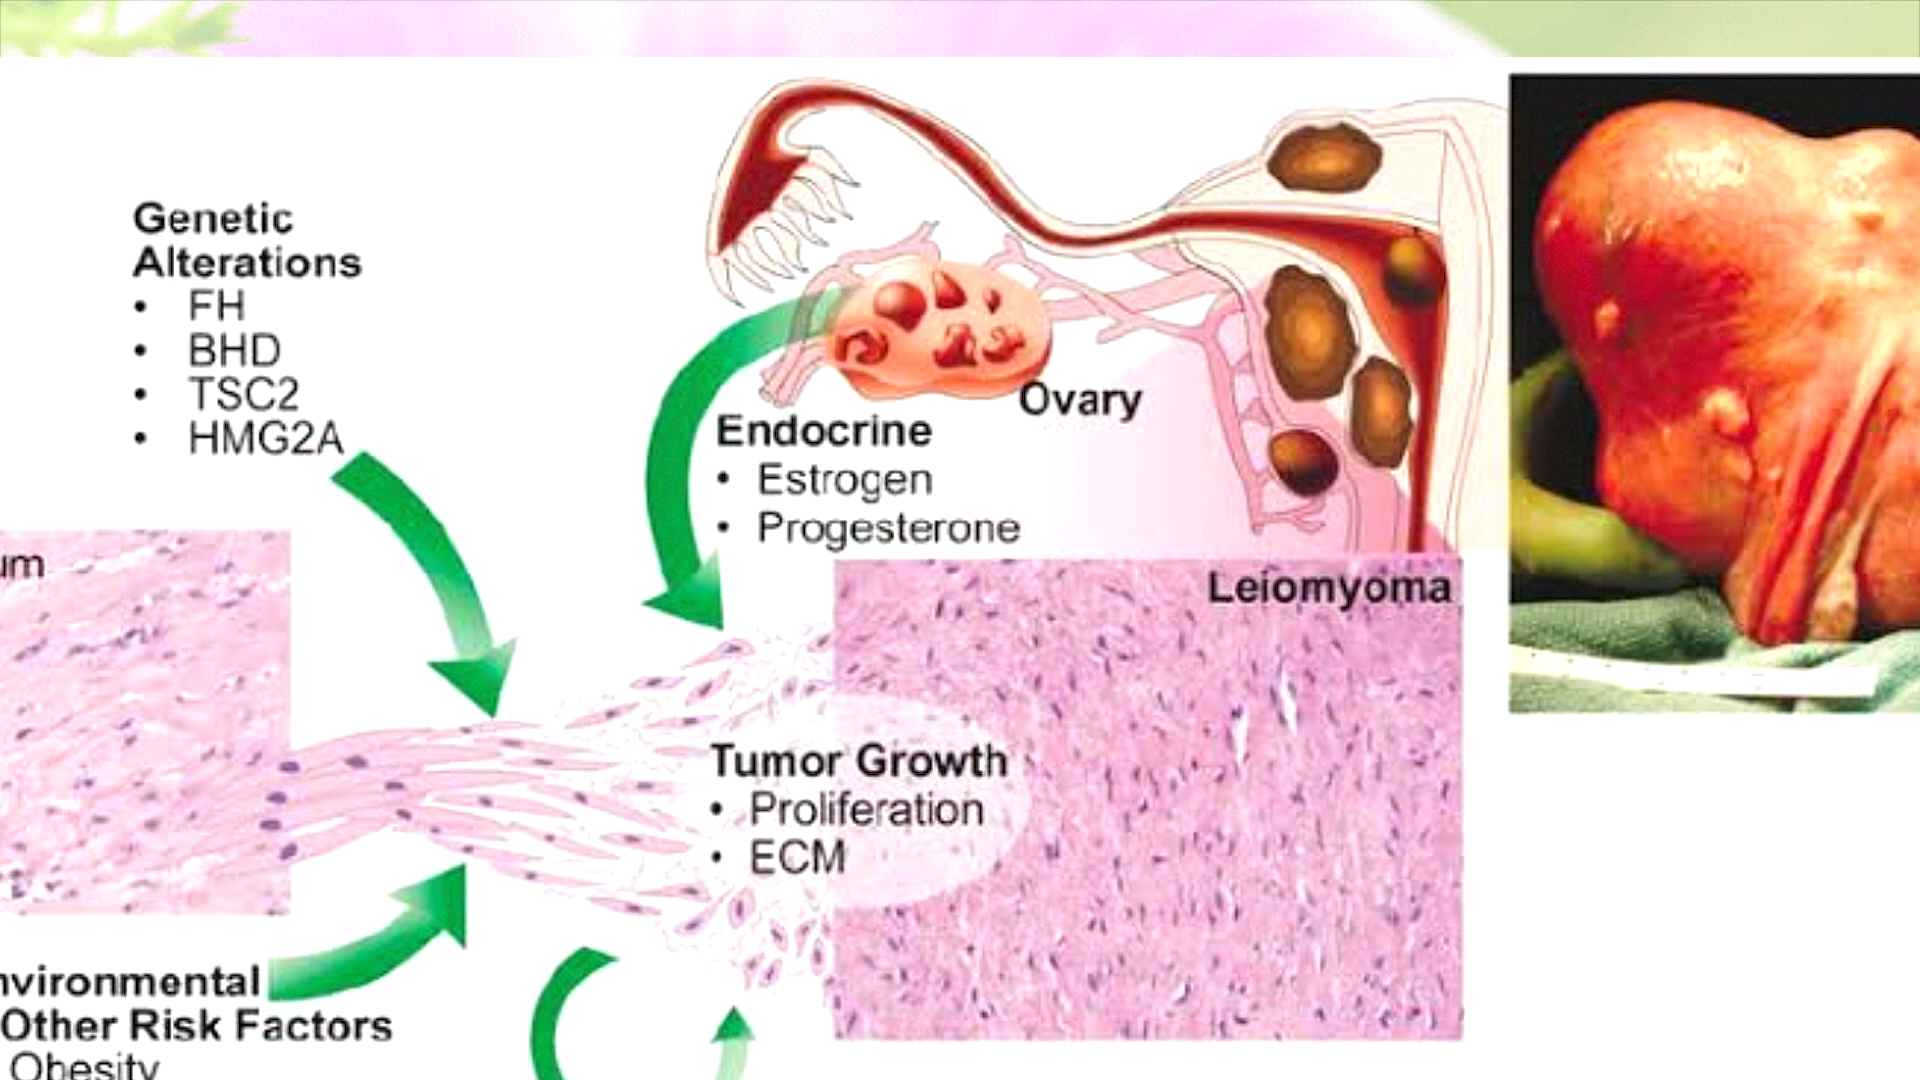 Genetic
Alterations
• FH
• BHD
• TSC2
• HMG2A
Ovary
Endocrine
• Estrogen
• Progesterone
um
Leiomyoma
Tumor Growth
• Proliferation
• ECM
nvironmental
Other Risk Factors
Obesity